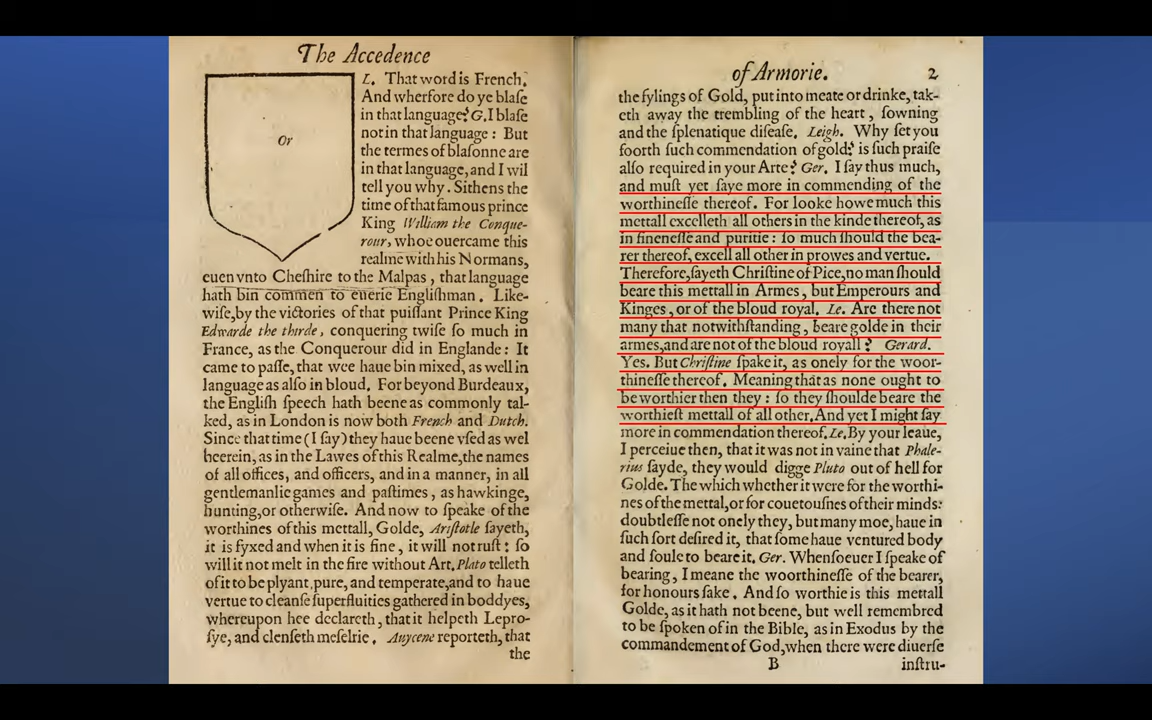 The Accedence
Or
L. That word is French.
And wherfore do ye blaſe
in that language? G. I blaſe
not in that language : But
the termes of blaſonne are
in that language, and I wil
tell you why. Sithens the
time of that famous prince
King William the Conque-
rour, whoe ouercame this
realme with his Normans,
euen vnto Cheſhire to the Malpas, that language
hath bin commen to euerie Engliſhman. Like-
wiſe, by the victories of that puiſſant Prince King
Edwarde the thirde, conquering twiſe ſo much in
France, as the Conquerour did in Englande : It
came to paſſe, that wee haue bin mixed, as well in
language as alſo in bloud. For beyond Burdeaux,
the Engliſh ſpeech hath beene as commonly tal-
ked, as in London is now both French and Dutch.
Since that time (I ſay) they haue beene vſed as wel
heerein, as in the Lawes of this Realme, the names
of all offices, and officers, and in a manner, in all
gentlemanlie games and paſtimes, as hawkinge,
hunting, or otherwiſe. And now to ſpeake of the
worthines of this mettall, Golde, Ariſtotle ſayeth,
it is fyxed and when it is fine, it will not ruſt : ſo
will it not melt in the fire without Art. Plato telleth
of it to be plyant, pure, and temperate, and to haue
vertue to cleanſe ſuperfluities gathered in boddyes,
whereupon hee declareth, that it helpeth Lepro-
ſye, and clenſeth meſelrie. Auycene reporteth, that
the
of Armorie. 2
the fylings of Gold, put into meate or drinke, tak-
eth away the trembling of the heart, ſowning
and the ſplenatique diſeaſe. Leigh. Why ſet you
foorth ſuch commendation of gold? is ſuch praiſe
alſo required in your Arte? Ger. I ſay thus much,
and muſt yet ſaye more in commending of the
worthineſſe thereof. For looke howe much this
mettall excelleth all others in the kinde thereof, as
in fineneſſe and puritie : ſo much ſhould the bea-
rer thereof, excell all other in prowes and vertue.
Therefore, ſayeth Chriſtine of Pice, no man ſhould
beare this mettall in Armes, but Emperours and
Kinges, or of the bloud royal. Le. Are there not
many that notwithſtanding, beare golde in their
armes, and are not of the bloud royall ? Gerard.
Yes. But Chriſtine ſpake it, as onely for the woor-
thineſſe thereof. Meaning that as none ought to
be worthier then they : ſo they ſhoulde beare the
worthieſt mettall of all other. And yet I might ſay
more in commendation thereof. Le. By your leaue,
I perceiue then, that it was not in vaine that Phale-
rius ſayde, they would digge Pluto out of hell for
Golde. The which whether it were for the worthi-
nes of the mettal, or for couetouſnes of their minds:
doubtleſſe not onely they, but many moe, haue in
ſuch ſort deſired it, that ſome haue ventured body
and ſoule to beare it. Ger. Whenſoeuer I ſpeake of
bearing, I meane the woorthineſſe of the bearer,
for honours ſake. And ſo worthie is this mettall
Golde, as it hath not beene, but well remembred
to be ſpoken of in the Bible, as in Exodus by the
commandement of God, when there were diuerſe
B inſtru-